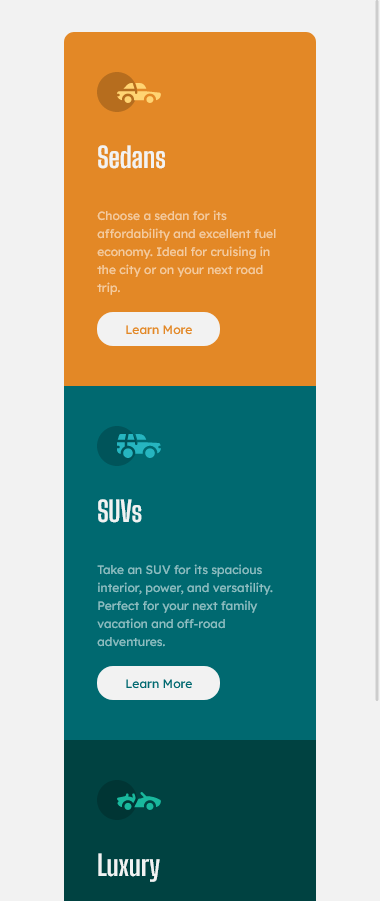 Sedans
Choose a sedan for its
affordability and excellent fuel
economy. Ideal for cruising in
the city or on your next road
trip.
Learn More
SUVs
Take an SUV for its spacious
interior, power, and versatility.
Perfect for your next family
vacation and off-road
adventures.
Learn More
Luxury